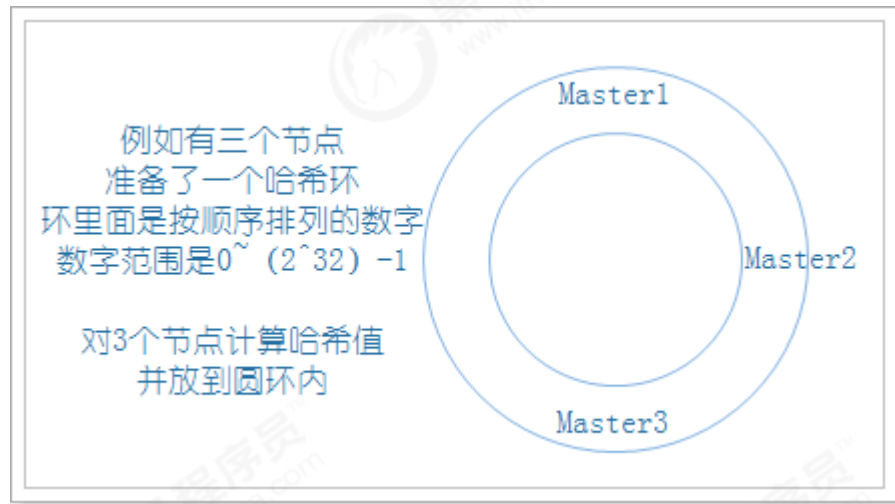 例如有三个节点
准备了一个哈希环
环里面是按顺序排列的数字
数字范围是0~（2^32）-1
对3个节点计算哈希值
并放到圆环内
Master1
Master2
Master3